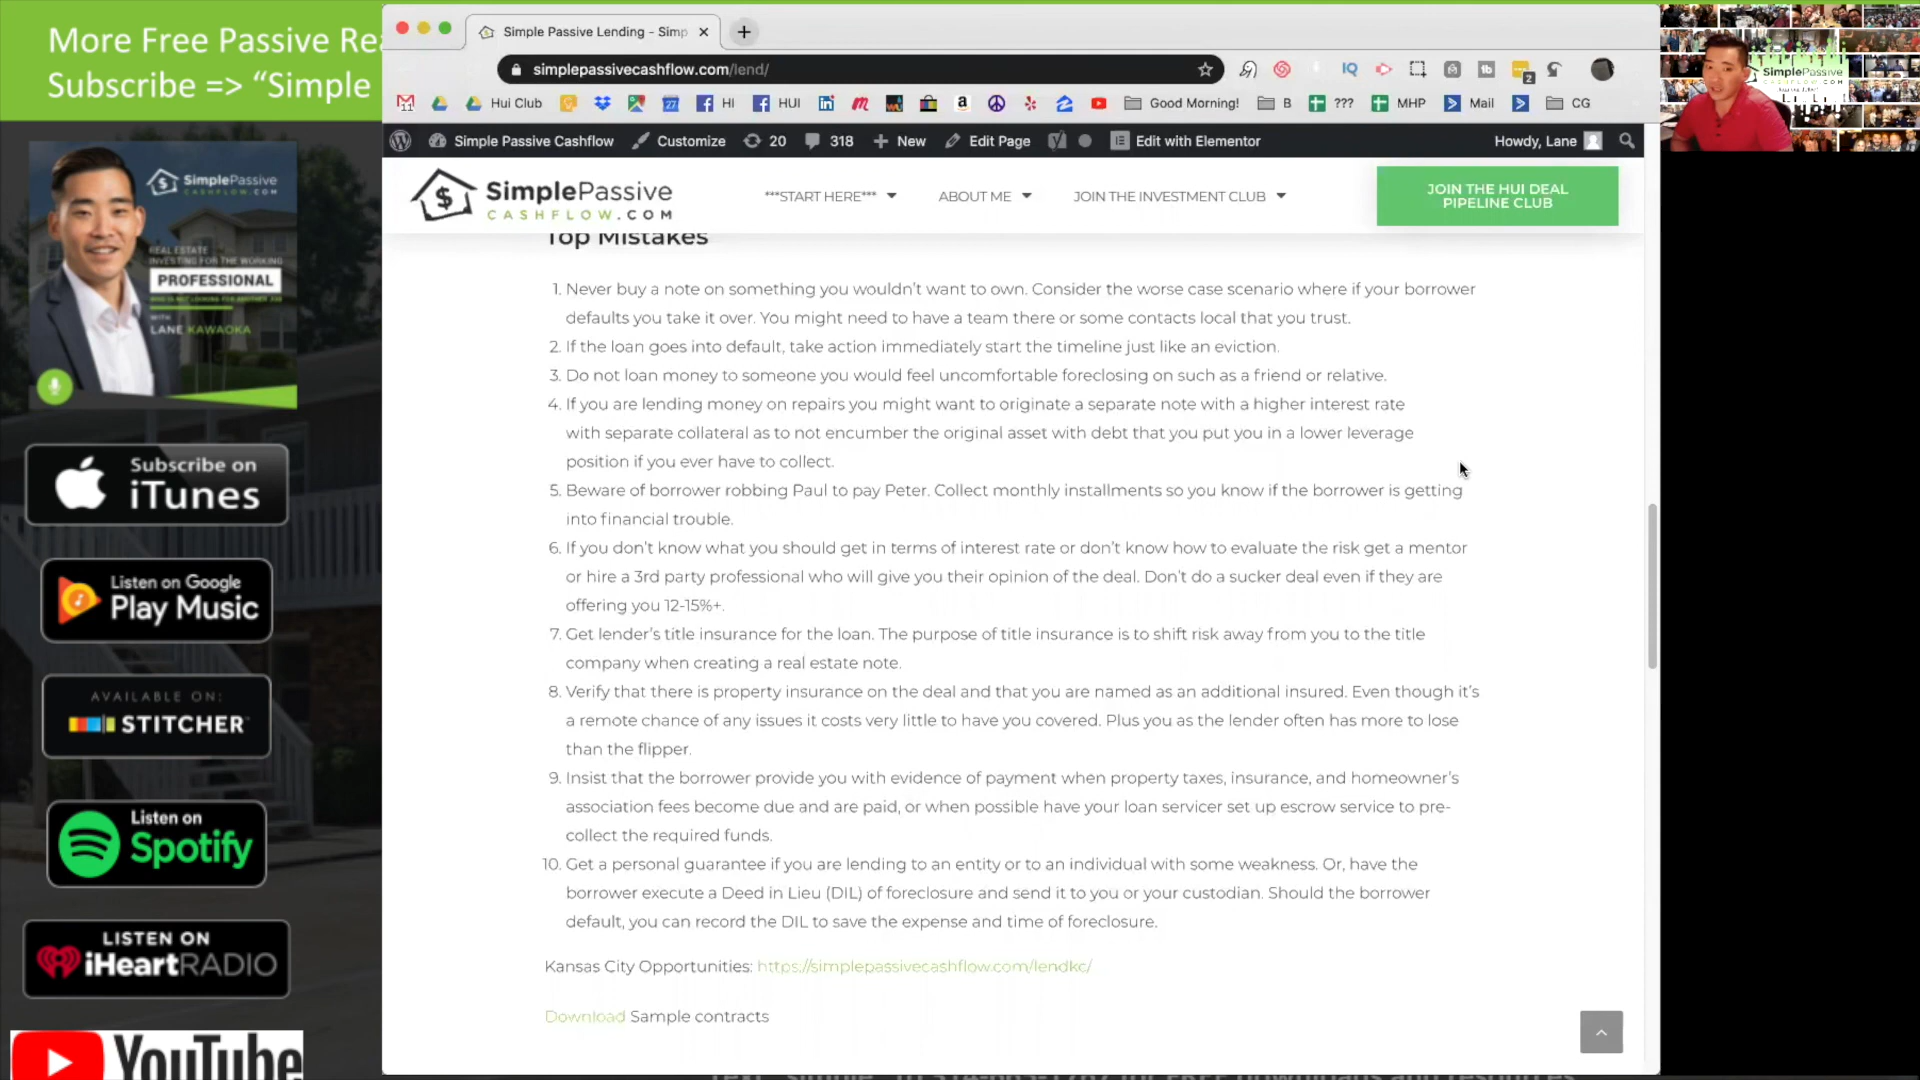 More Free Passive Re
Subscribe => “Simple
SimplePassive
CASHFLOW.COM
REAL ESTATE
INVESTING FOR THE WORKING
PROFESSIONAL
WITH
LANE KAWAOKA
Subscribe on
iTunes
Listen on Google
Play Music
AVAILABLE ON:
STITCHER
Listen on
Spotify
LISTEN ON
iHeartRADIO
YouTube
Simple Passive Lending - Simp
simplepassivecashflow.com/lend/
Hui Club
HI
HUI
Good Morning!
B
???
MHP
Mail
CG
Simple Passive Cashflow
Customize
20
318
New
Edit Page
Edit with Elementor
Howdy, Lane
SimplePassive
CASHFLOW.COM
***START HERE***
ABOUT ME
JOIN THE INVESTMENT CLUB
JOIN THE HUI DEAL
PIPELINE CLUB
Top Mistakes
1. Never buy a note on something you wouldn’t want to own. Consider the worse case scenario where if your borrower
defaults you take it over. You might need to have a team there or some contacts local that you trust.
2. If the loan goes into default, take action immediately start the timeline just like an eviction.
3. Do not loan money to someone you would feel uncomfortable foreclosing on such as a friend or relative.
4. If you are lending money on repairs you might want to originate a separate note with a higher interest rate
with separate collateral as to not encumber the original asset with debt that you put you in a lower leverage
position if you ever have to collect.
5. Beware of borrower robbing Paul to pay Peter. Collect monthly installments so you know if the borrower is getting
into financial trouble.
6. If you don’t know what you should get in terms of interest rate or don’t know how to evaluate the risk get a mentor
or hire a 3rd party professional who will give you their opinion of the deal. Don’t do a sucker deal even if they are
offering you 12-15%+.
7. Get lender’s title insurance for the loan. The purpose of title insurance is to shift risk away from you to the title
company when creating a real estate note.
8. Verify that there is property insurance on the deal and that you are named as an additional insured. Even though it’s
a remote chance of any issues it costs very little to have you covered. Plus you as the lender often has more to lose
than the flipper.
9. Insist that the borrower provide you with evidence of payment when property taxes, insurance, and homeowner’s
association fees become due and are paid, or when possible have your loan servicer set up escrow service to pre-
collect the required funds.
10. Get a personal guarantee if you are lending to an entity or to an individual with some weakness. Or, have the
borrower execute a Deed in Lieu (DIL) of foreclosure and send it to you or your custodian. Should the borrower
default, you can record the DIL to save the expense and time of foreclosure.
Kansas City Opportunities: https://simplepassivecashflow.com/lendkc/
Download Sample contracts
SimplePassive